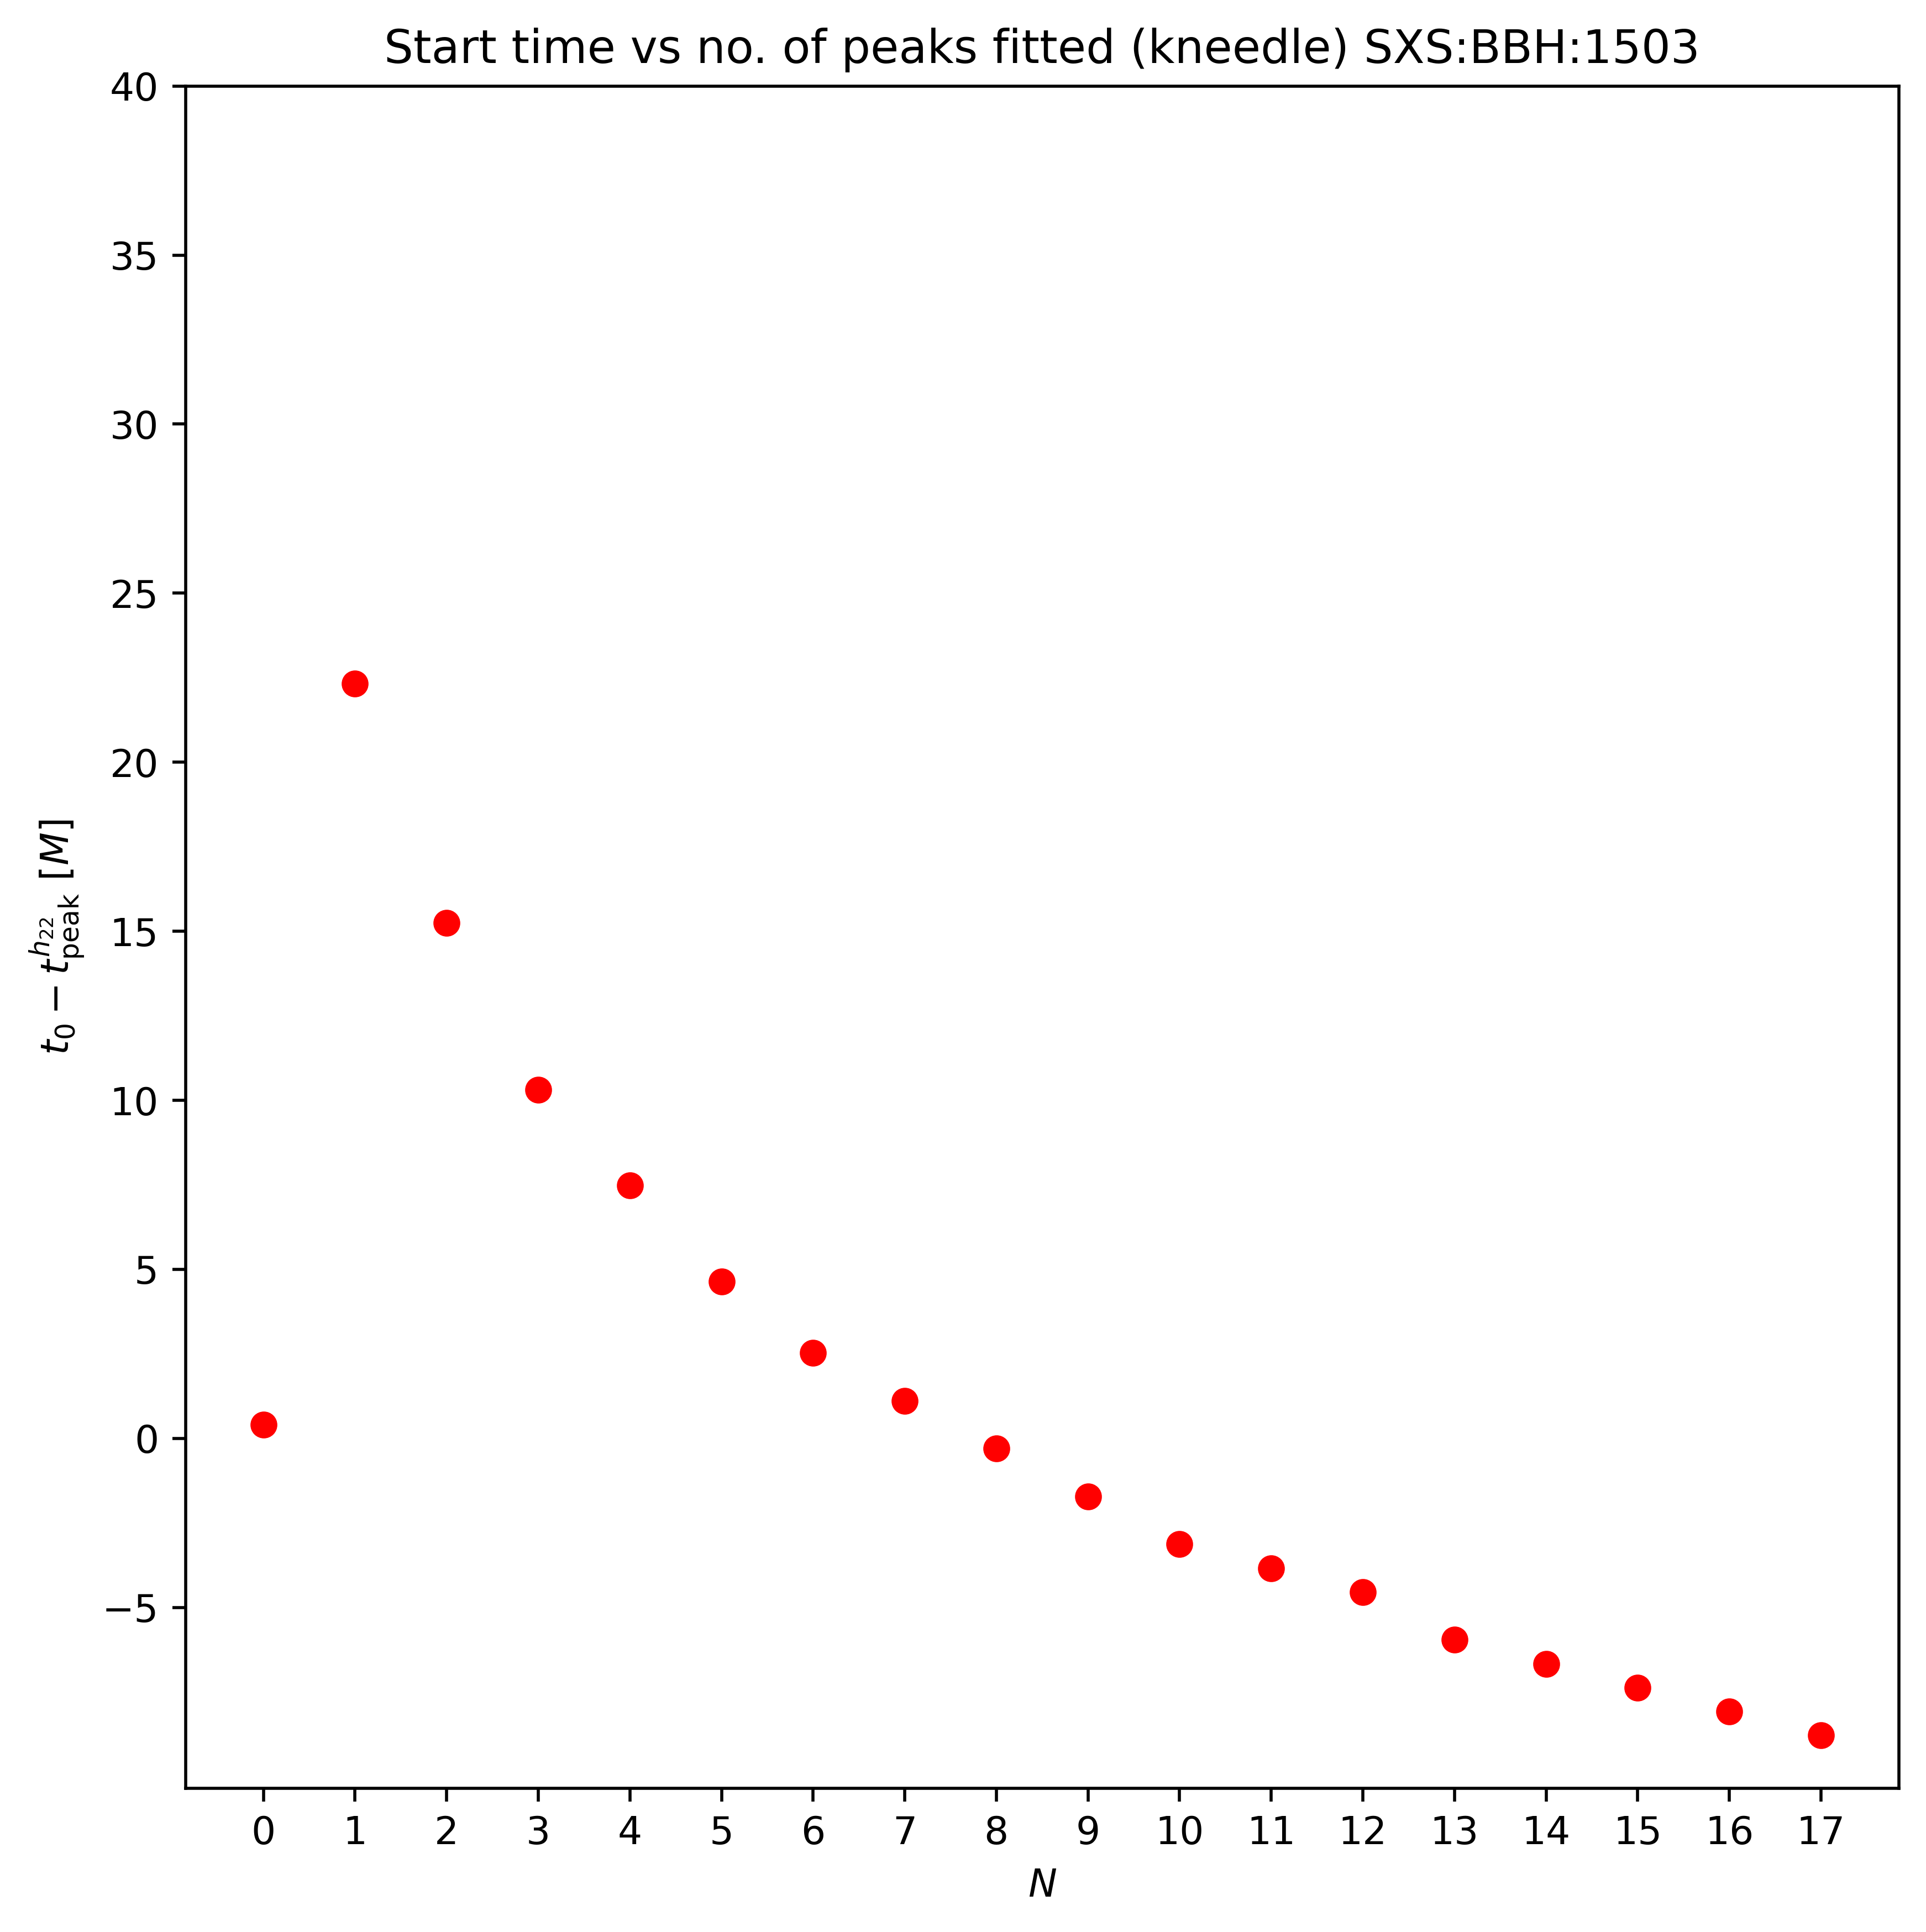 Start time vs no. of peaks fitted (kneedle) SXS:BBH:1503
40
35
30
25
20
15
10
5
0
−5
t₀ − t_peak^{h₂₂} [M]
0 1 2 3 4 5 6 7 8 9 10 11 12 13 14 15 16 17
N